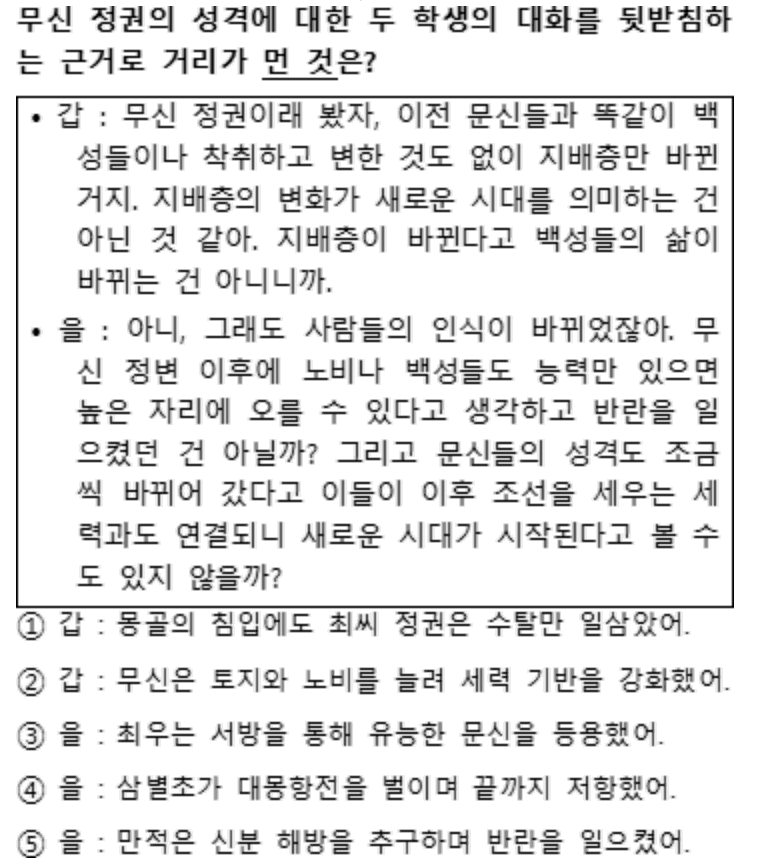 무신 정권의 성격에 대한 두 학생의 대화를 뒷받침하
는 근거로 거리가 먼 것은?
• 갑 : 무신 정권이래 봤자, 이전 문신들과 똑같이 백
성들이나 착취하고 변한 것도 없이 지배층만 바뀐
거지. 지배층의 변화가 새로운 시대를 의미하는 건
아닌 것 같아. 지배층이 바뀐다고 백성들의 삶이
바뀌는 건 아니니까.
• 을 : 아니, 그래도 사람들의 인식이 바뀌었잖아. 무
신 정변 이후에 노비나 백성들도 능력만 있으면
높은 자리에 오를 수 있다고 생각하고 반란을 일
으켰던 건 아닐까? 그리고 문신들의 성격도 조금
씩 바뀌어 갔다고 이들이 이후 조선을 세우는 세
력과도 연결되니 새로운 시대가 시작된다고 볼 수
도 있지 않을까?
① 갑 : 몽골의 침입에도 최씨 정권은 수탈만 일삼았어.
② 갑 : 무신은 토지와 노비를 늘려 세력 기반을 강화했어.
③ 을 : 최우는 서방을 통해 유능한 문신을 등용했어.
④ 을 : 삼별초가 대몽항전을 벌이며 끝까지 저항했어.
⑤ 을 : 만적은 신분 해방을 추구하며 반란을 일으켰어.